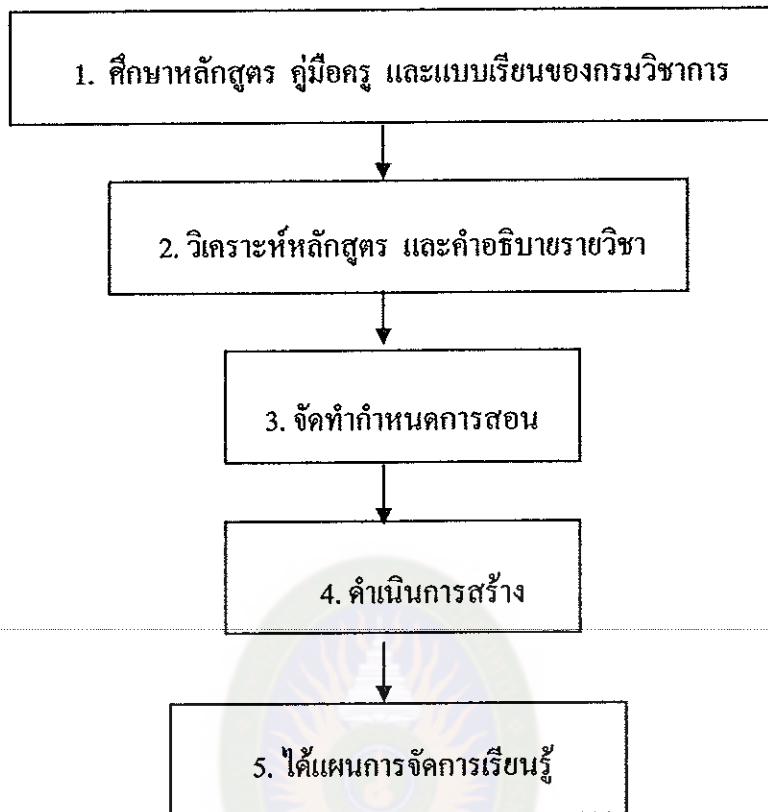 1. ศึกษาหลักสูตร คู่มือครู และแบบเรียนของกรมวิชาการ
2. วิเคราะห์หลักสูตร และคำอธิบายรายวิชา
3. จัดทำกำหนดการสอน
4. ดำเนินการสร้าง
5. ได้แผนการจัดการเรียนรู้